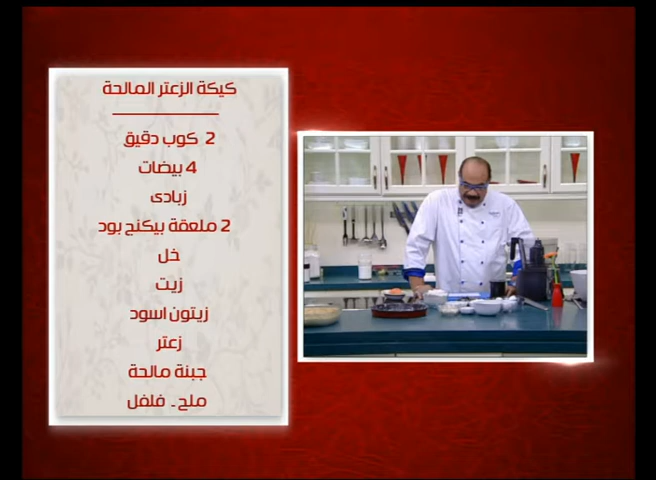 كيكة الزعتر المالحة
2 كوب دقيق
4 بيضات
زبادى
2 ملعقة بيكنج بود
خل
زيت
زيتون اسود
زعتر
جبنة مالحة
ملح - فلفل